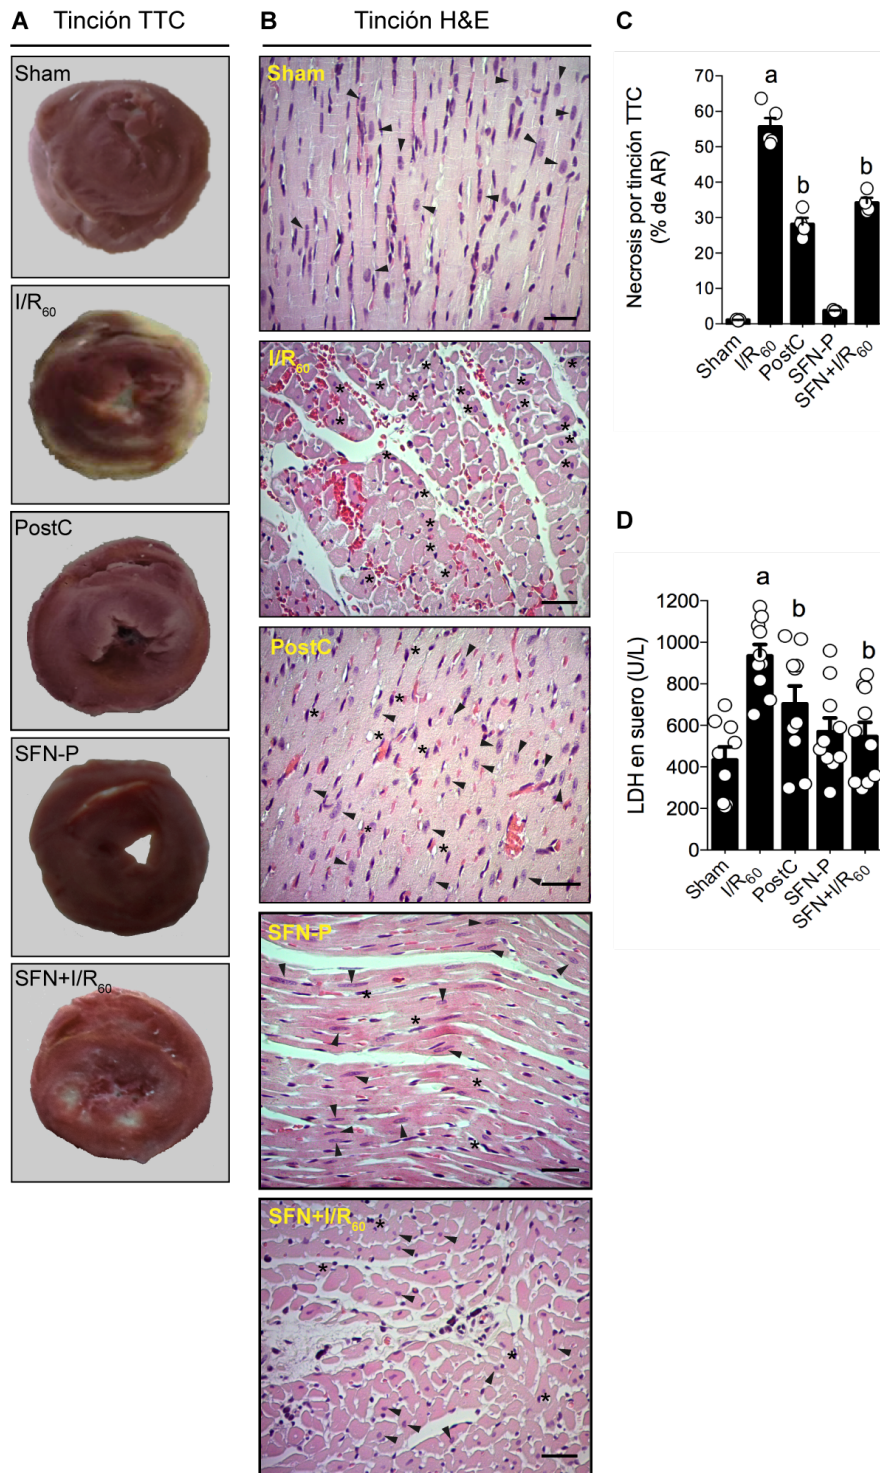 A Tinción TTC
Sham
I/R60
PostC
SFN-P
SFN+I/R60
B Tinción H&E
Sham
I/R60
PostC
SFN-P
SFN+I/R60
C
Necrosis por tinción TTC
(% de AR)
70
60
50
40
30
20
10
0
a
b
b
Sham
I/R60
PostC
SFN-P
SFN+I/R60
D
LDH en suero (U/L)
1200
1000
800
600
400
200
0
a
b
b
Sham
I/R60
PostC
SFN-P
SFN+I/R60